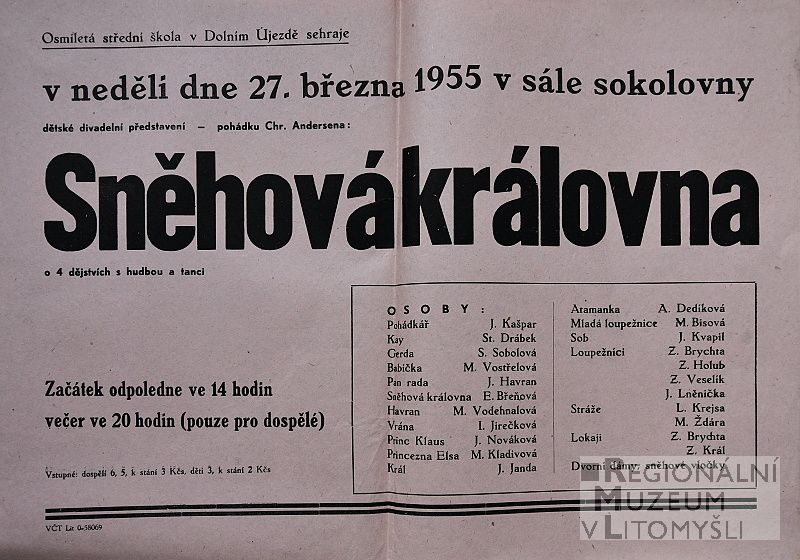 Osmiletá střední škola v Dolním Újezdě sehraje
v neděli dne 27. března 1955 v sále sokolovny
dětské divadelní představení – pohádku Chr. Andersena:
Sněhová královna
o 4 dějstvích s hudbou a tanci
Začátek odpoledne ve 14 hodin
večer ve 20 hodin (pouze pro dospělé)
Vstupné: dospělí 6, 5, k stání 3 Kčs, děti 3, k stání 2 Kčs
OSOBY:
Pohádkář J. Kašpar
Kay St. Drábek
Gerda S. Sobolová
Babička M. Vostřelová
Pan rada J. Havran
Sněhová královna E. Břeňová
Havran M. Vodehnalová
Vrána I. Jirečková
Princ Klaus J. Nováková
Princezna Elsa M. Kladivová
Král J. Janda
Aramanka A. Dedíková
Mladá loupežnice M. Bisová
Sob J. Kvapil
Loupežníci Z. Brychta
Z. Holub
Z. Veselík
J. Lněnička
Stráže L. Krejsa
M. Ždára
Lokaji Z. Brychta
Z. Král
Dvorní dámy, sněhové vločky
VČT Lit 0-58069
REGIONÁLNÍ
MUZEUM
V LITOMYŠLI